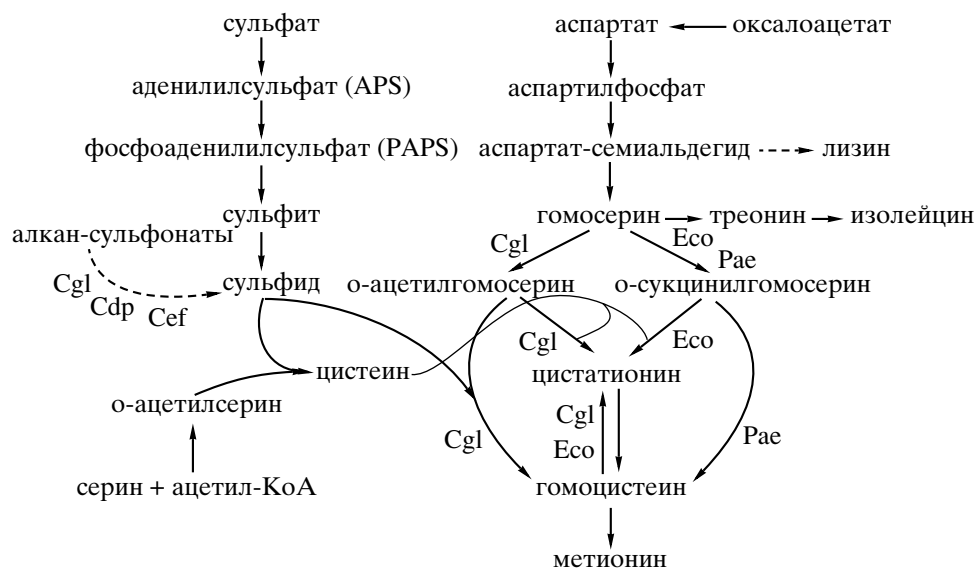 сульфат
аспартат
оксалоацетат
аденилилсульфат (APS)
аспартилфосфат
фосфоаденилилсульфат (PAPS)
аспартат-семиальдегид
лизин
сульфит
гомосерин
треонин
изолейцин
алкан-сульфонаты
Cgl
Eco
Pae
Cgl
сульфид
о-ацетилгомосерин
о-сукцинилгомосерин
Cdp
Cef
Cgl
Eco
цистеин
цистатионин
о-ацетилсерин
Cgl
Cgl
Eco
Pae
серин + ацетил-КоА
гомоцистеин
метионин